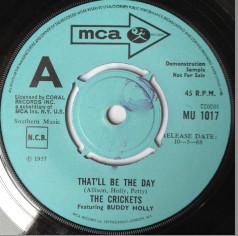 mca
A
Demonstration
Sample
Not For Sale
Licensed by CORAL
RECORDS INC. A
subsidiary of
MCA Inc. N.Y. U.S.
45 R.P.M.
MU 1017
Southern Music
N.C.B.
RELEASE DATE:
10—5—68
℗ 1957
THAT'LL BE THE DAY
(Allison, Holly, Petty)
THE CRICKETS
Featuring BUDDY HOLLY